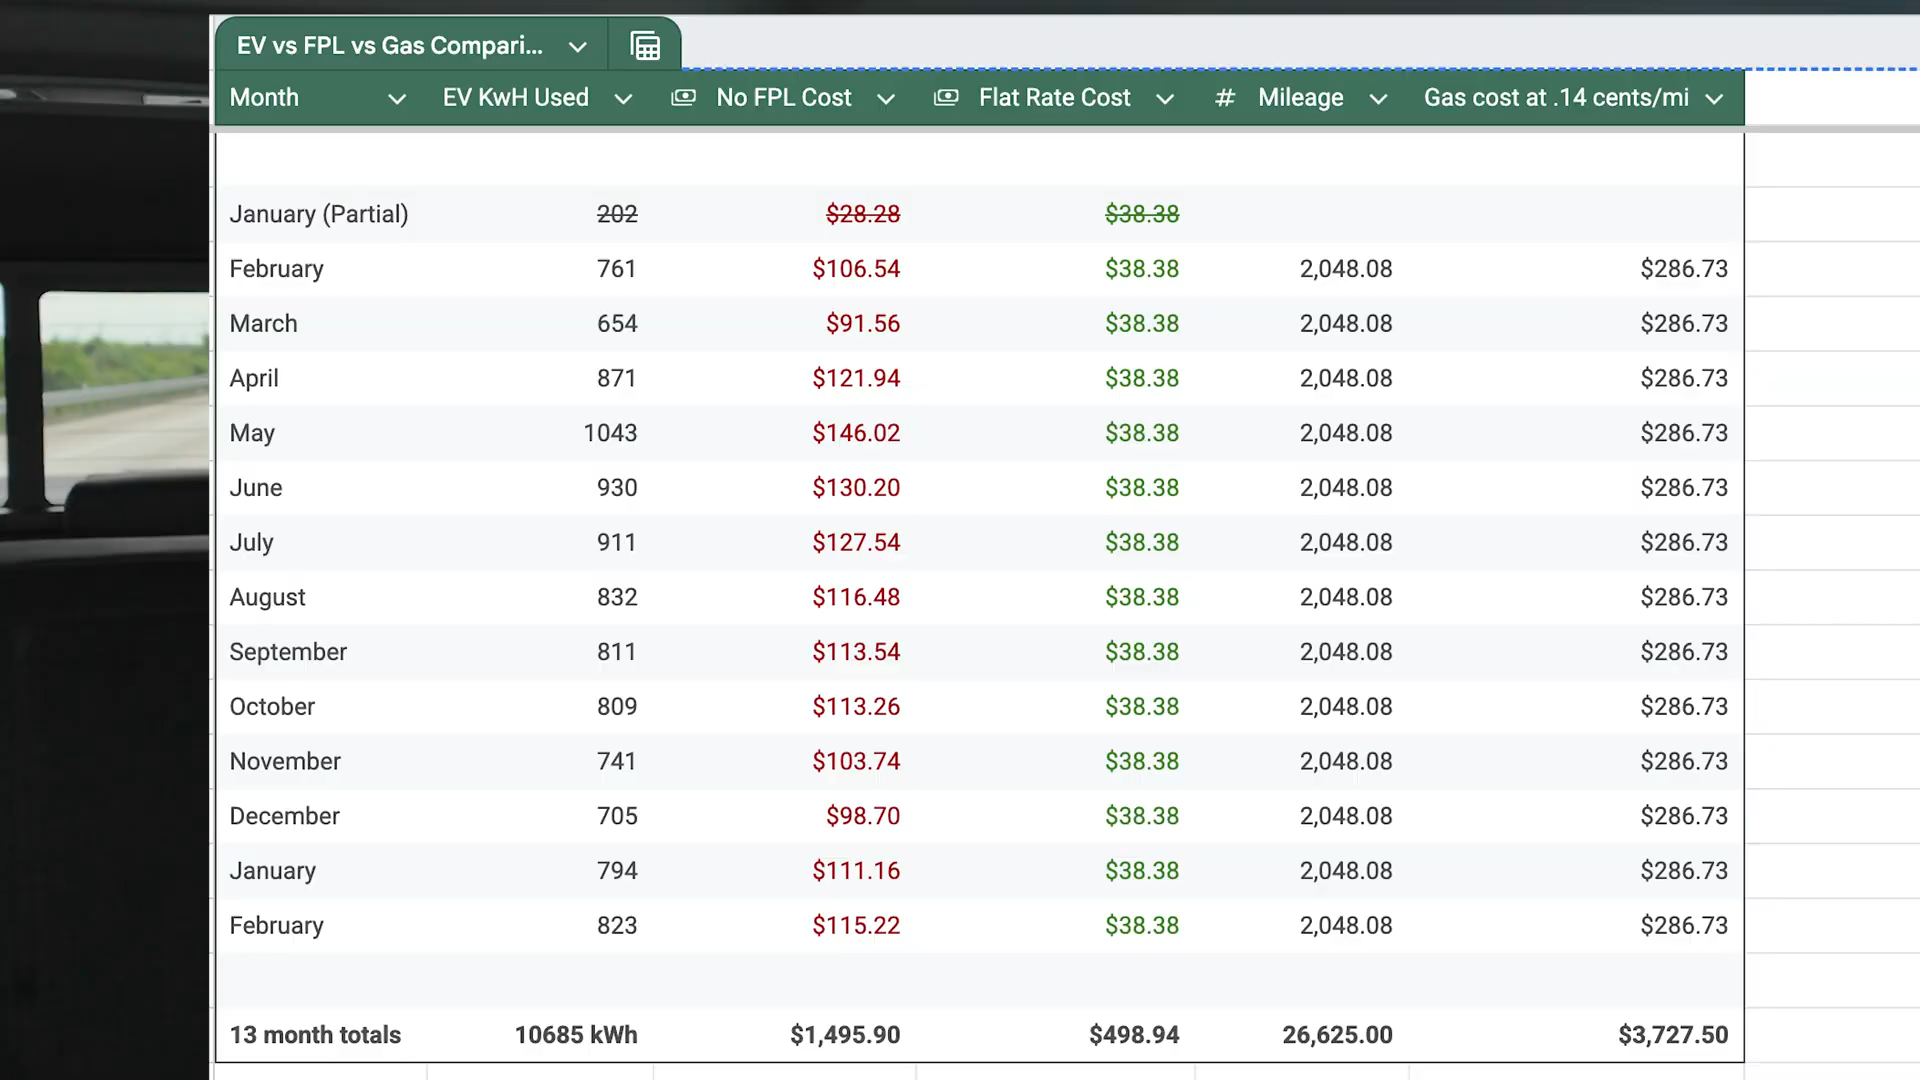 EV vs FPL vs Gas Compari...
Month EV KwH Used No FPL Cost Flat Rate Cost # Mileage Gas cost at .14 cents/mi
January (Partial) 202 $28.28 $38.38
February 761 $106.54 $38.38 2,048.08 $286.73
March 654 $91.56 $38.38 2,048.08 $286.73
April 871 $121.94 $38.38 2,048.08 $286.73
May 1043 $146.02 $38.38 2,048.08 $286.73
June 930 $130.20 $38.38 2,048.08 $286.73
July 911 $127.54 $38.38 2,048.08 $286.73
August 832 $116.48 $38.38 2,048.08 $286.73
September 811 $113.54 $38.38 2,048.08 $286.73
October 809 $113.26 $38.38 2,048.08 $286.73
November 741 $103.74 $38.38 2,048.08 $286.73
December 705 $98.70 $38.38 2,048.08 $286.73
January 794 $111.16 $38.38 2,048.08 $286.73
February 823 $115.22 $38.38 2,048.08 $286.73
13 month totals 10685 kWh $1,495.90 $498.94 26,625.00 $3,727.50